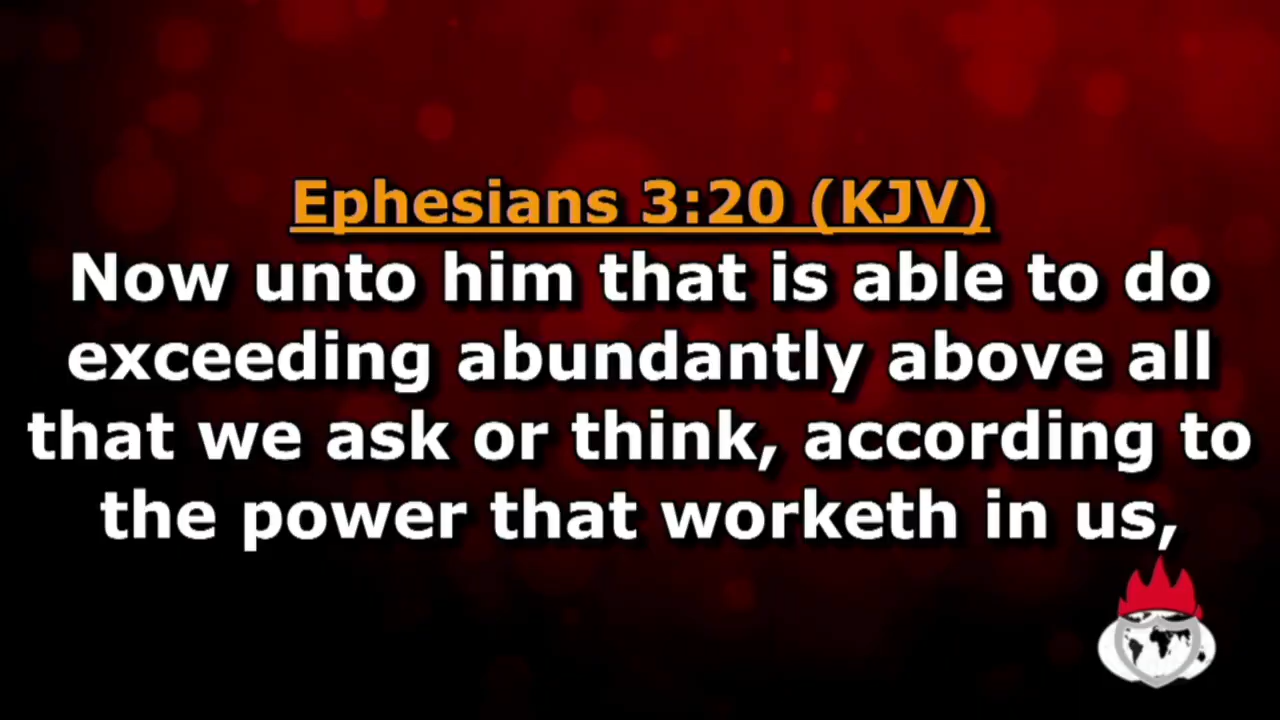 Ephesians 3:20 (KJV)
Now unto him that is able to do
exceeding abundantly above all
that we ask or think, according to
the power that worketh in us,